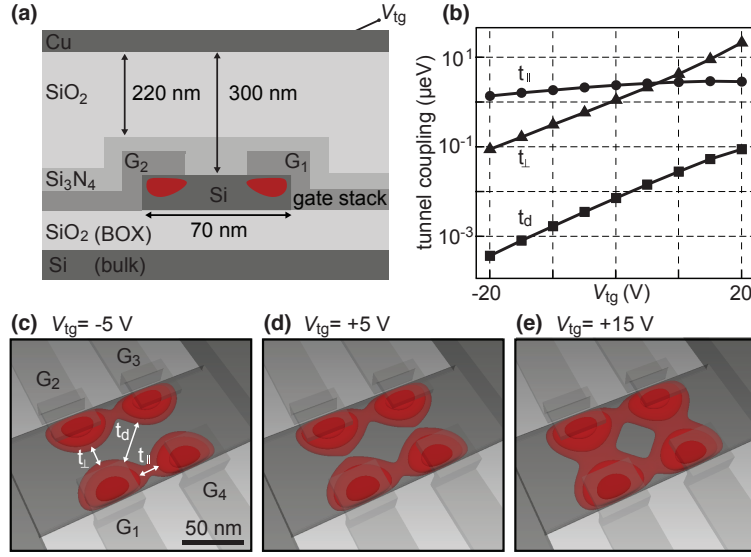 (a)
V_tg
Cu
SiO₂
220 nm
300 nm
G₂
G₁
Si₃N₄
Si
gate stack
SiO₂ (BOX)
70 nm
Si (bulk)
(b)
tunnel coupling (µeV)
10¹
10⁻¹
10⁻³
t∥
t⊥
t_d
-20
0
20
V_tg (V)
(c) V_tg= -5 V
G₃
G₂
t_d
t⊥
t∥
G₄
G₁
50 nm
(d) V_tg= +5 V
(e) V_tg= +15 V